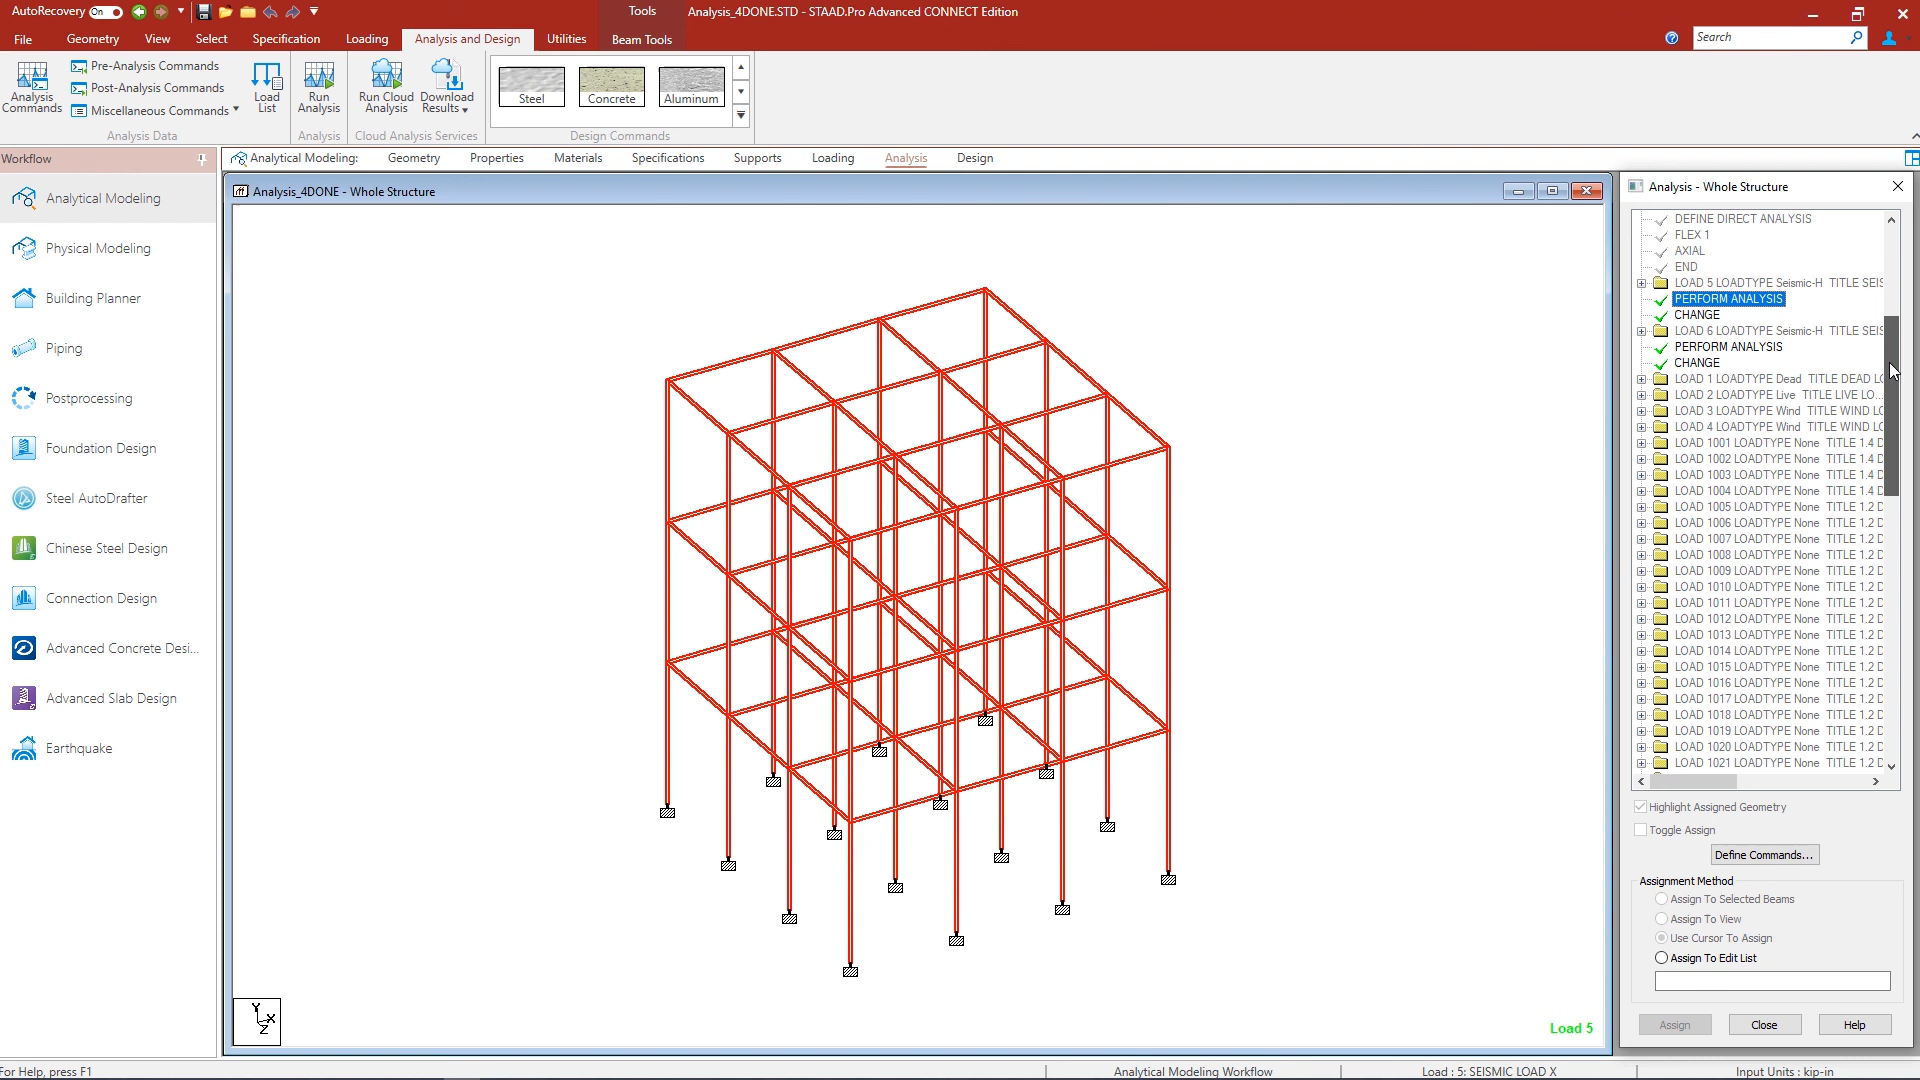 AutoRecovery On
Tools
Analysis_4DONE.STD - STAAD.Pro Advanced CONNECT Edition
File
Geometry
View
Select
Specification
Loading
Analysis and Design
Utilities
Beam Tools
Search
Analysis Commands
Pre-Analysis Commands
Post-Analysis Commands
Miscellaneous Commands
Load List
Analysis Data
Run Analysis
Analysis
Run Cloud Analysis
Download Results
Cloud Analysis Services
Steel
Concrete
Aluminum
Design Commands
Workflow
Analytical Modeling:
Geometry
Properties
Materials
Specifications
Supports
Loading
Analysis
Design
Analytical Modeling
Physical Modeling
Building Planner
Piping
Postprocessing
Foundation Design
Steel AutoDrafter
Chinese Steel Design
Connection Design
Advanced Concrete Desi...
Advanced Slab Design
Earthquake
Analysis_4DONE - Whole Structure
Y
X
Z
Load 5
Analysis - Whole Structure
DEFINE DIRECT ANALYSIS
FLEX 1
AXIAL
END
LOAD 5 LOADTYPE Seismic-H TITLE SEIS
PERFORM ANALYSIS
CHANGE
LOAD 6 LOADTYPE Seismic-H TITLE SEIS
PERFORM ANALYSIS
CHANGE
LOAD 1 LOADTYPE Dead TITLE DEAD LO
LOAD 2 LOADTYPE Live TITLE LIVE LO...
LOAD 3 LOADTYPE Wind TITLE WIND LO
LOAD 4 LOADTYPE Wind TITLE WIND LO
LOAD 1001 LOADTYPE None TITLE 1.4 D
LOAD 1002 LOADTYPE None TITLE 1.4 D
LOAD 1003 LOADTYPE None TITLE 1.4 D
LOAD 1004 LOADTYPE None TITLE 1.4 D
LOAD 1005 LOADTYPE None TITLE 1.2 D
LOAD 1006 LOADTYPE None TITLE 1.2 D
LOAD 1007 LOADTYPE None TITLE 1.2 D
LOAD 1008 LOADTYPE None TITLE 1.2 D
LOAD 1009 LOADTYPE None TITLE 1.2 D
LOAD 1010 LOADTYPE None TITLE 1.2 D
LOAD 1011 LOADTYPE None TITLE 1.2 D
LOAD 1012 LOADTYPE None TITLE 1.2 D
LOAD 1013 LOADTYPE None TITLE 1.2 D
LOAD 1014 LOADTYPE None TITLE 1.2 D
LOAD 1015 LOADTYPE None TITLE 1.2 D
LOAD 1016 LOADTYPE None TITLE 1.2 D
LOAD 1017 LOADTYPE None TITLE 1.2 D
LOAD 1018 LOADTYPE None TITLE 1.2 D
LOAD 1019 LOADTYPE None TITLE 1.2 D
LOAD 1020 LOADTYPE None TITLE 1.2 D
LOAD 1021 LOADTYPE None TITLE 1.2 D
Highlight Assigned Geometry
Toggle Assign
Define Commands...
Assignment Method
Assign To Selected Beams
Assign To View
Use Cursor To Assign
Assign To Edit List
Assign
Close
Help
For Help, press F1
Analytical Modeling Workflow
Load : 5: SEISMIC LOAD X
Input Units : kip-in